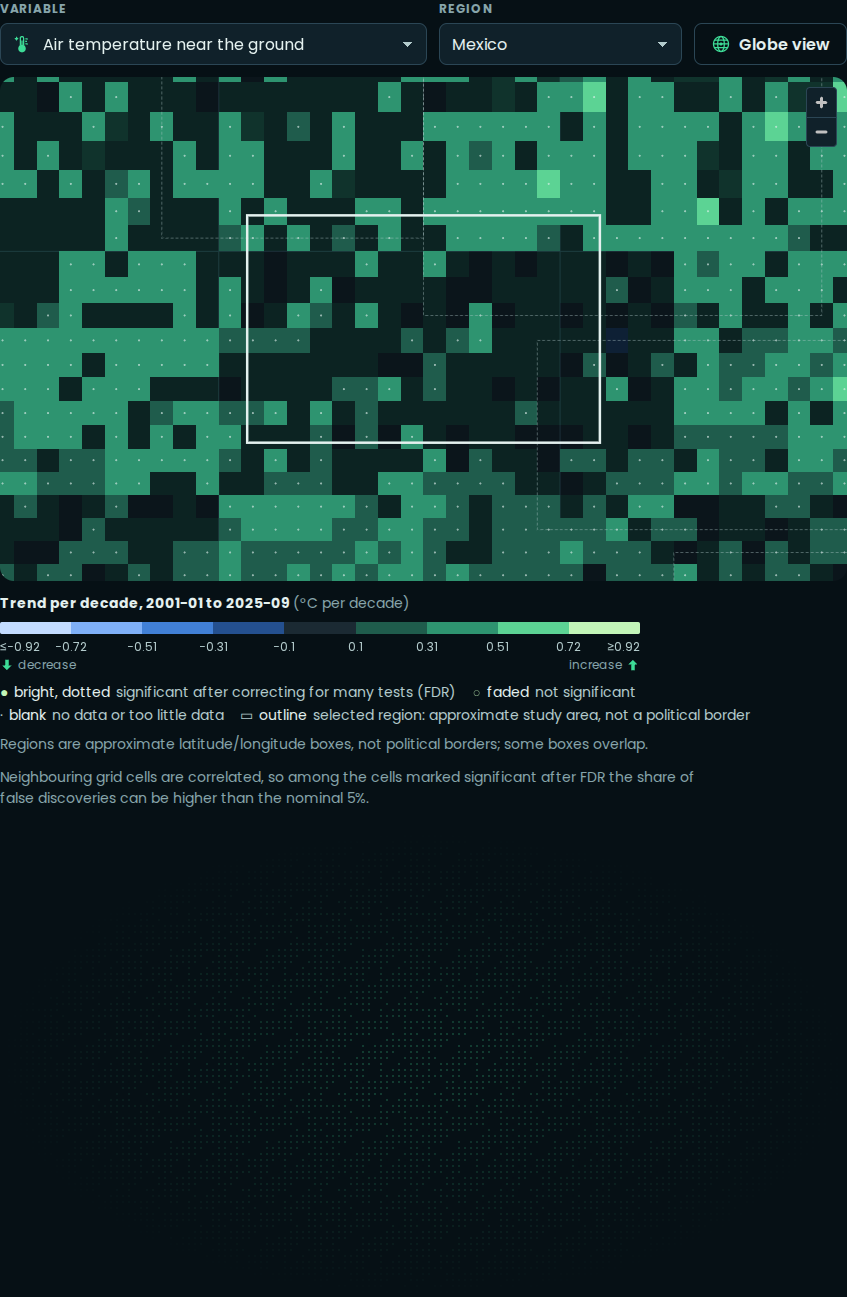 VARIABLE
REGION
Air temperature near the ground
Mexico
Globe view
+
−
Trend per decade, 2001-01 to 2025-09 (°C per decade)
≤−0.92 −0.72 −0.51 −0.31 −0.1 0.1 0.31 0.51 0.72 ≥0.92
decrease
increase
bright, dotted significant after correcting for many tests (FDR) faded not significant
blank no data or too little data outline selected region: approximate study area, not a political border
Regions are approximate latitude/longitude boxes, not political borders; some boxes overlap.
Neighbouring grid cells are correlated, so among the cells marked significant after FDR the share of
false discoveries can be higher than the nominal 5%.